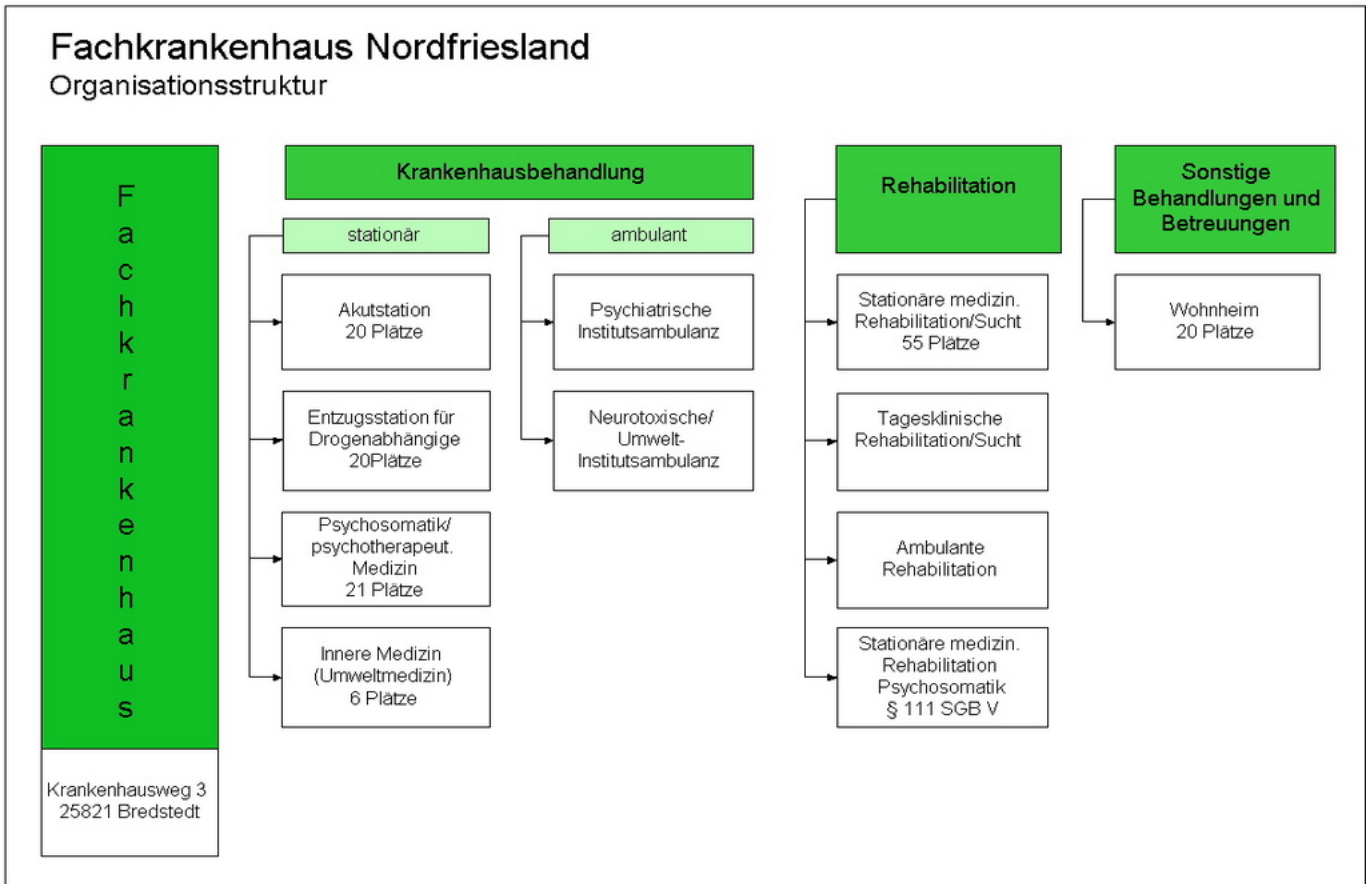 Fachkrankenhaus Nordfriesland
Organisationsstruktur
F
a
c
h
k
r
a
n
k
e
n
h
a
u
s
Krankenhausweg 3
25821 Bredstedt
Krankenhausbehandlung
stationär
Akutstation
20 Plätze
Entzugsstation für
Drogenabhängige
20Plätze
Psychosomatik/
psychotherapeut.
Medizin
21 Plätze
Innere Medizin
(Umweltmedizin)
6 Plätze
ambulant
Psychiatrische
Institutsambulanz
Neurotoxische/
Umwelt-
Institutsambulanz
Rehabilitation
Stationäre medizin.
Rehabilitation/Sucht
55 Plätze
Tagesklinische
Rehabilitation/Sucht
Ambulante
Rehabilitation
Stationäre medizin.
Rehabilitation
Psychosomatik
§ 111 SGB V
Sonstige
Behandlungen und
Betreuungen
Wohnheim
20 Plätze